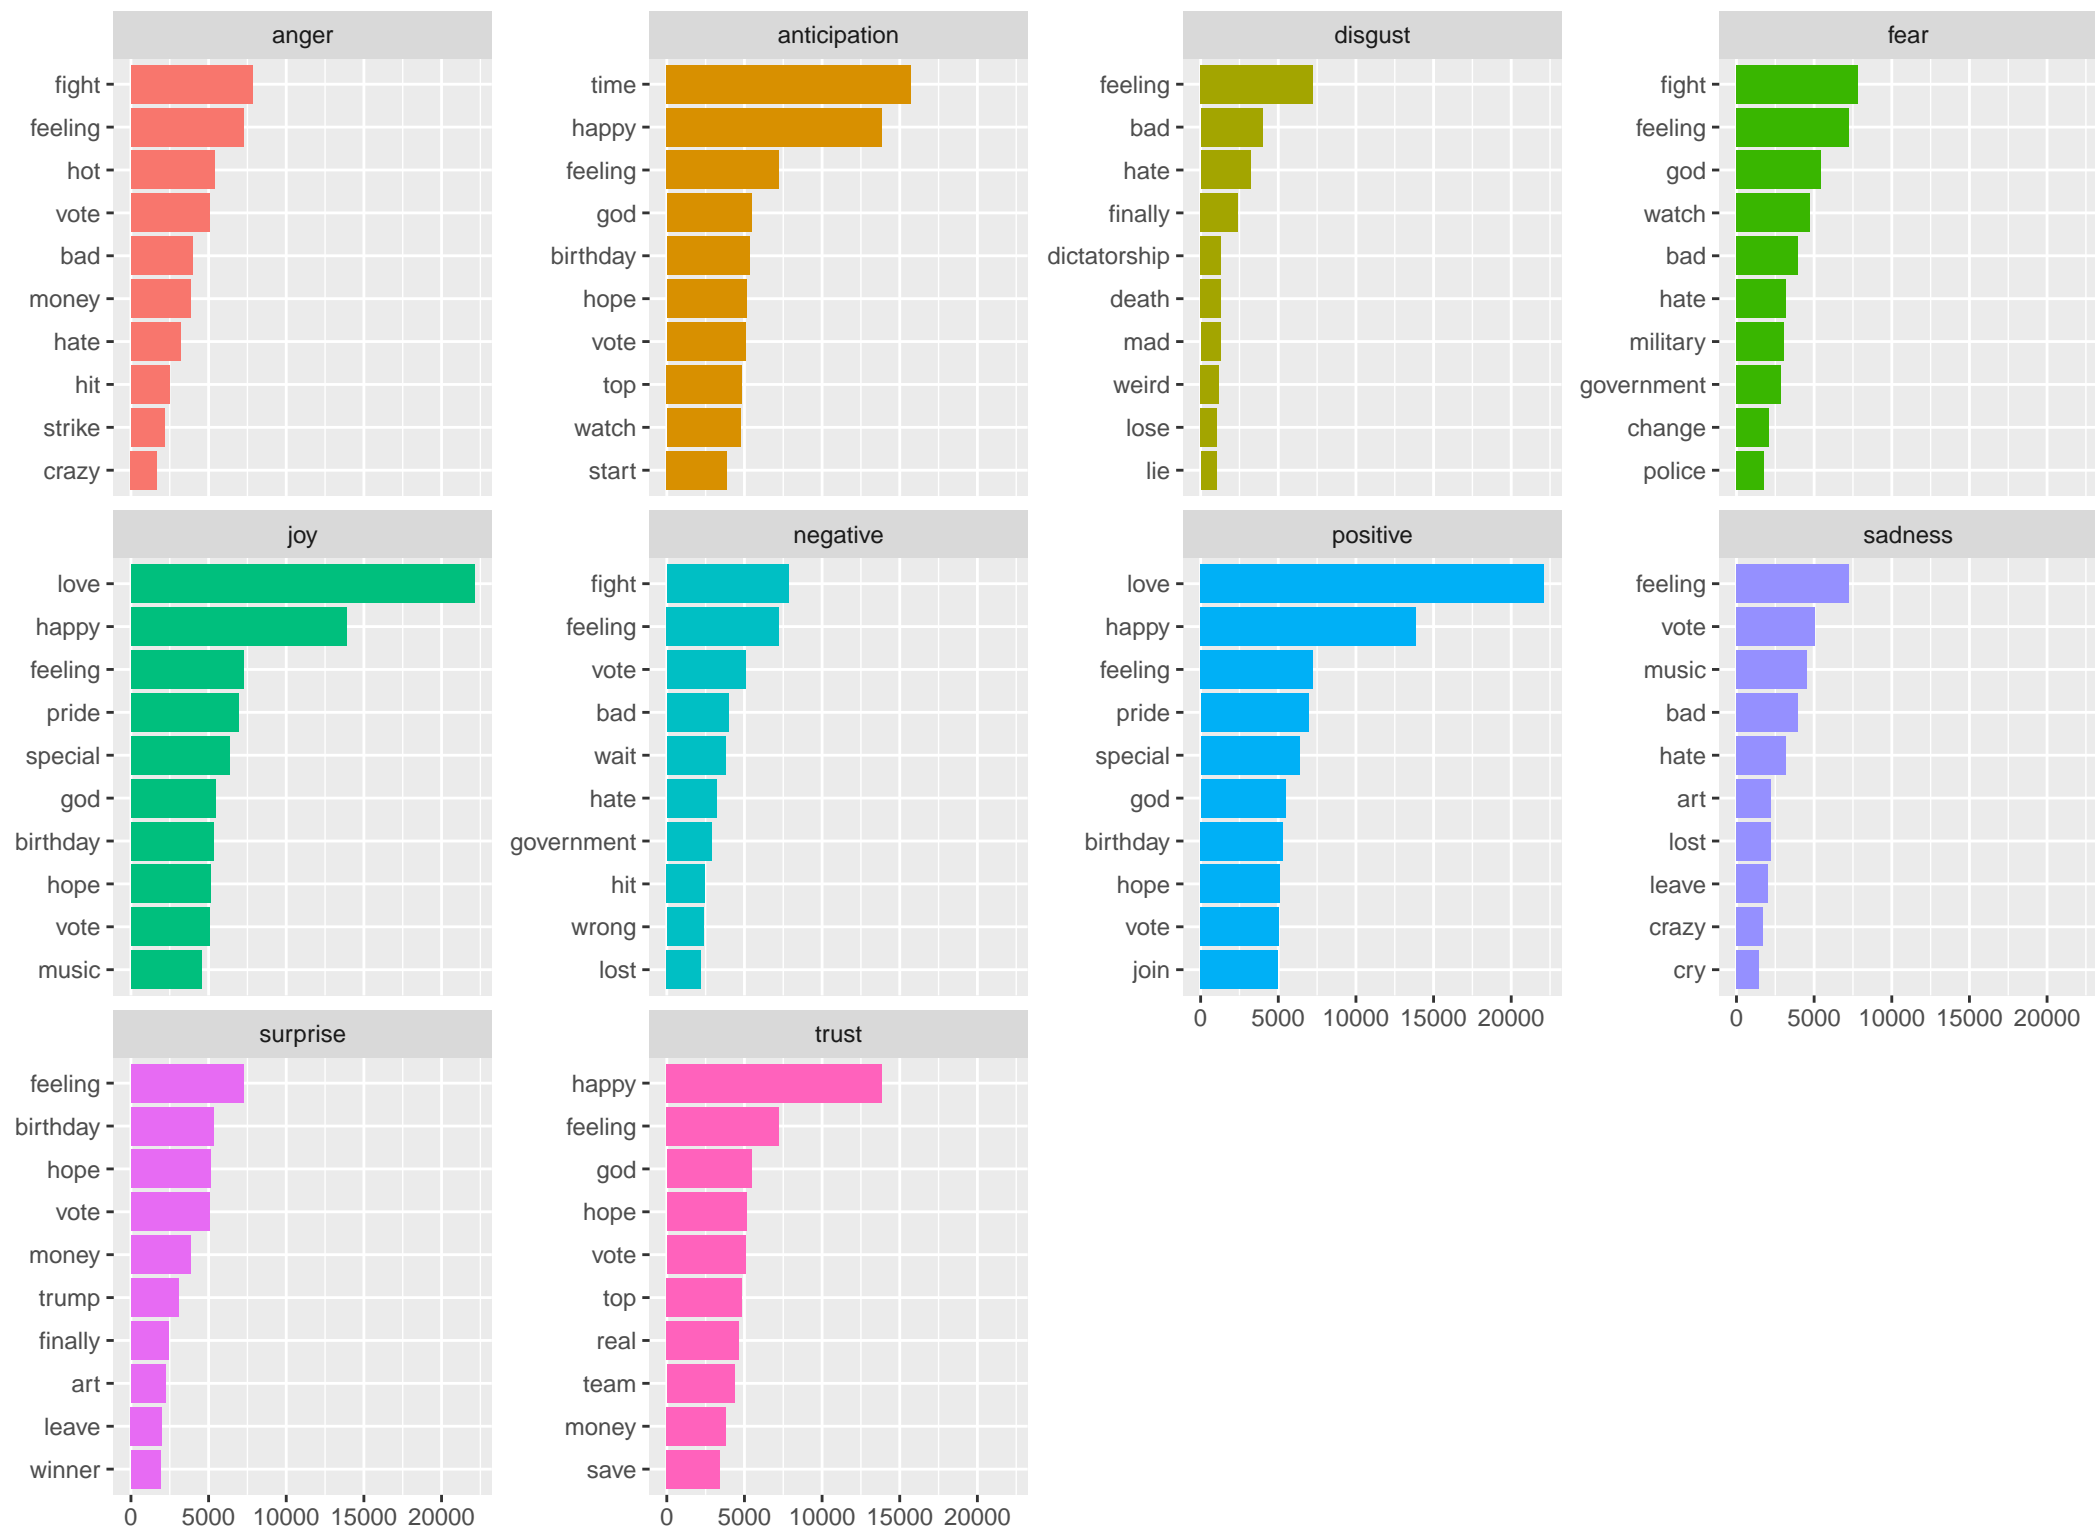 anger
fight
feeling
hot
vote
bad
money
hate
hit
strike
crazy
anticipation
time
happy
feeling
god
birthday
hope
vote
top
watch
start
disgust
feeling
bad
hate
finally
dictatorship
death
mad
weird
lose
lie
fear
fight
feeling
god
watch
bad
hate
military
government
change
police
joy
love
happy
feeling
pride
special
god
birthday
hope
vote
music
negative
fight
feeling
vote
bad
wait
hate
government
hit
wrong
lost
positive
love
happy
feeling
pride
special
god
birthday
hope
vote
join
0 5000 10000 15000 20000
sadness
feeling
vote
music
bad
hate
art
lost
leave
crazy
cry
0 5000 10000 15000 20000
surprise
feeling
birthday
hope
vote
money
trump
finally
art
leave
winner
0 5000 10000 15000 20000
trust
happy
feeling
god
hope
vote
top
real
team
money
save
0 5000 10000 15000 20000